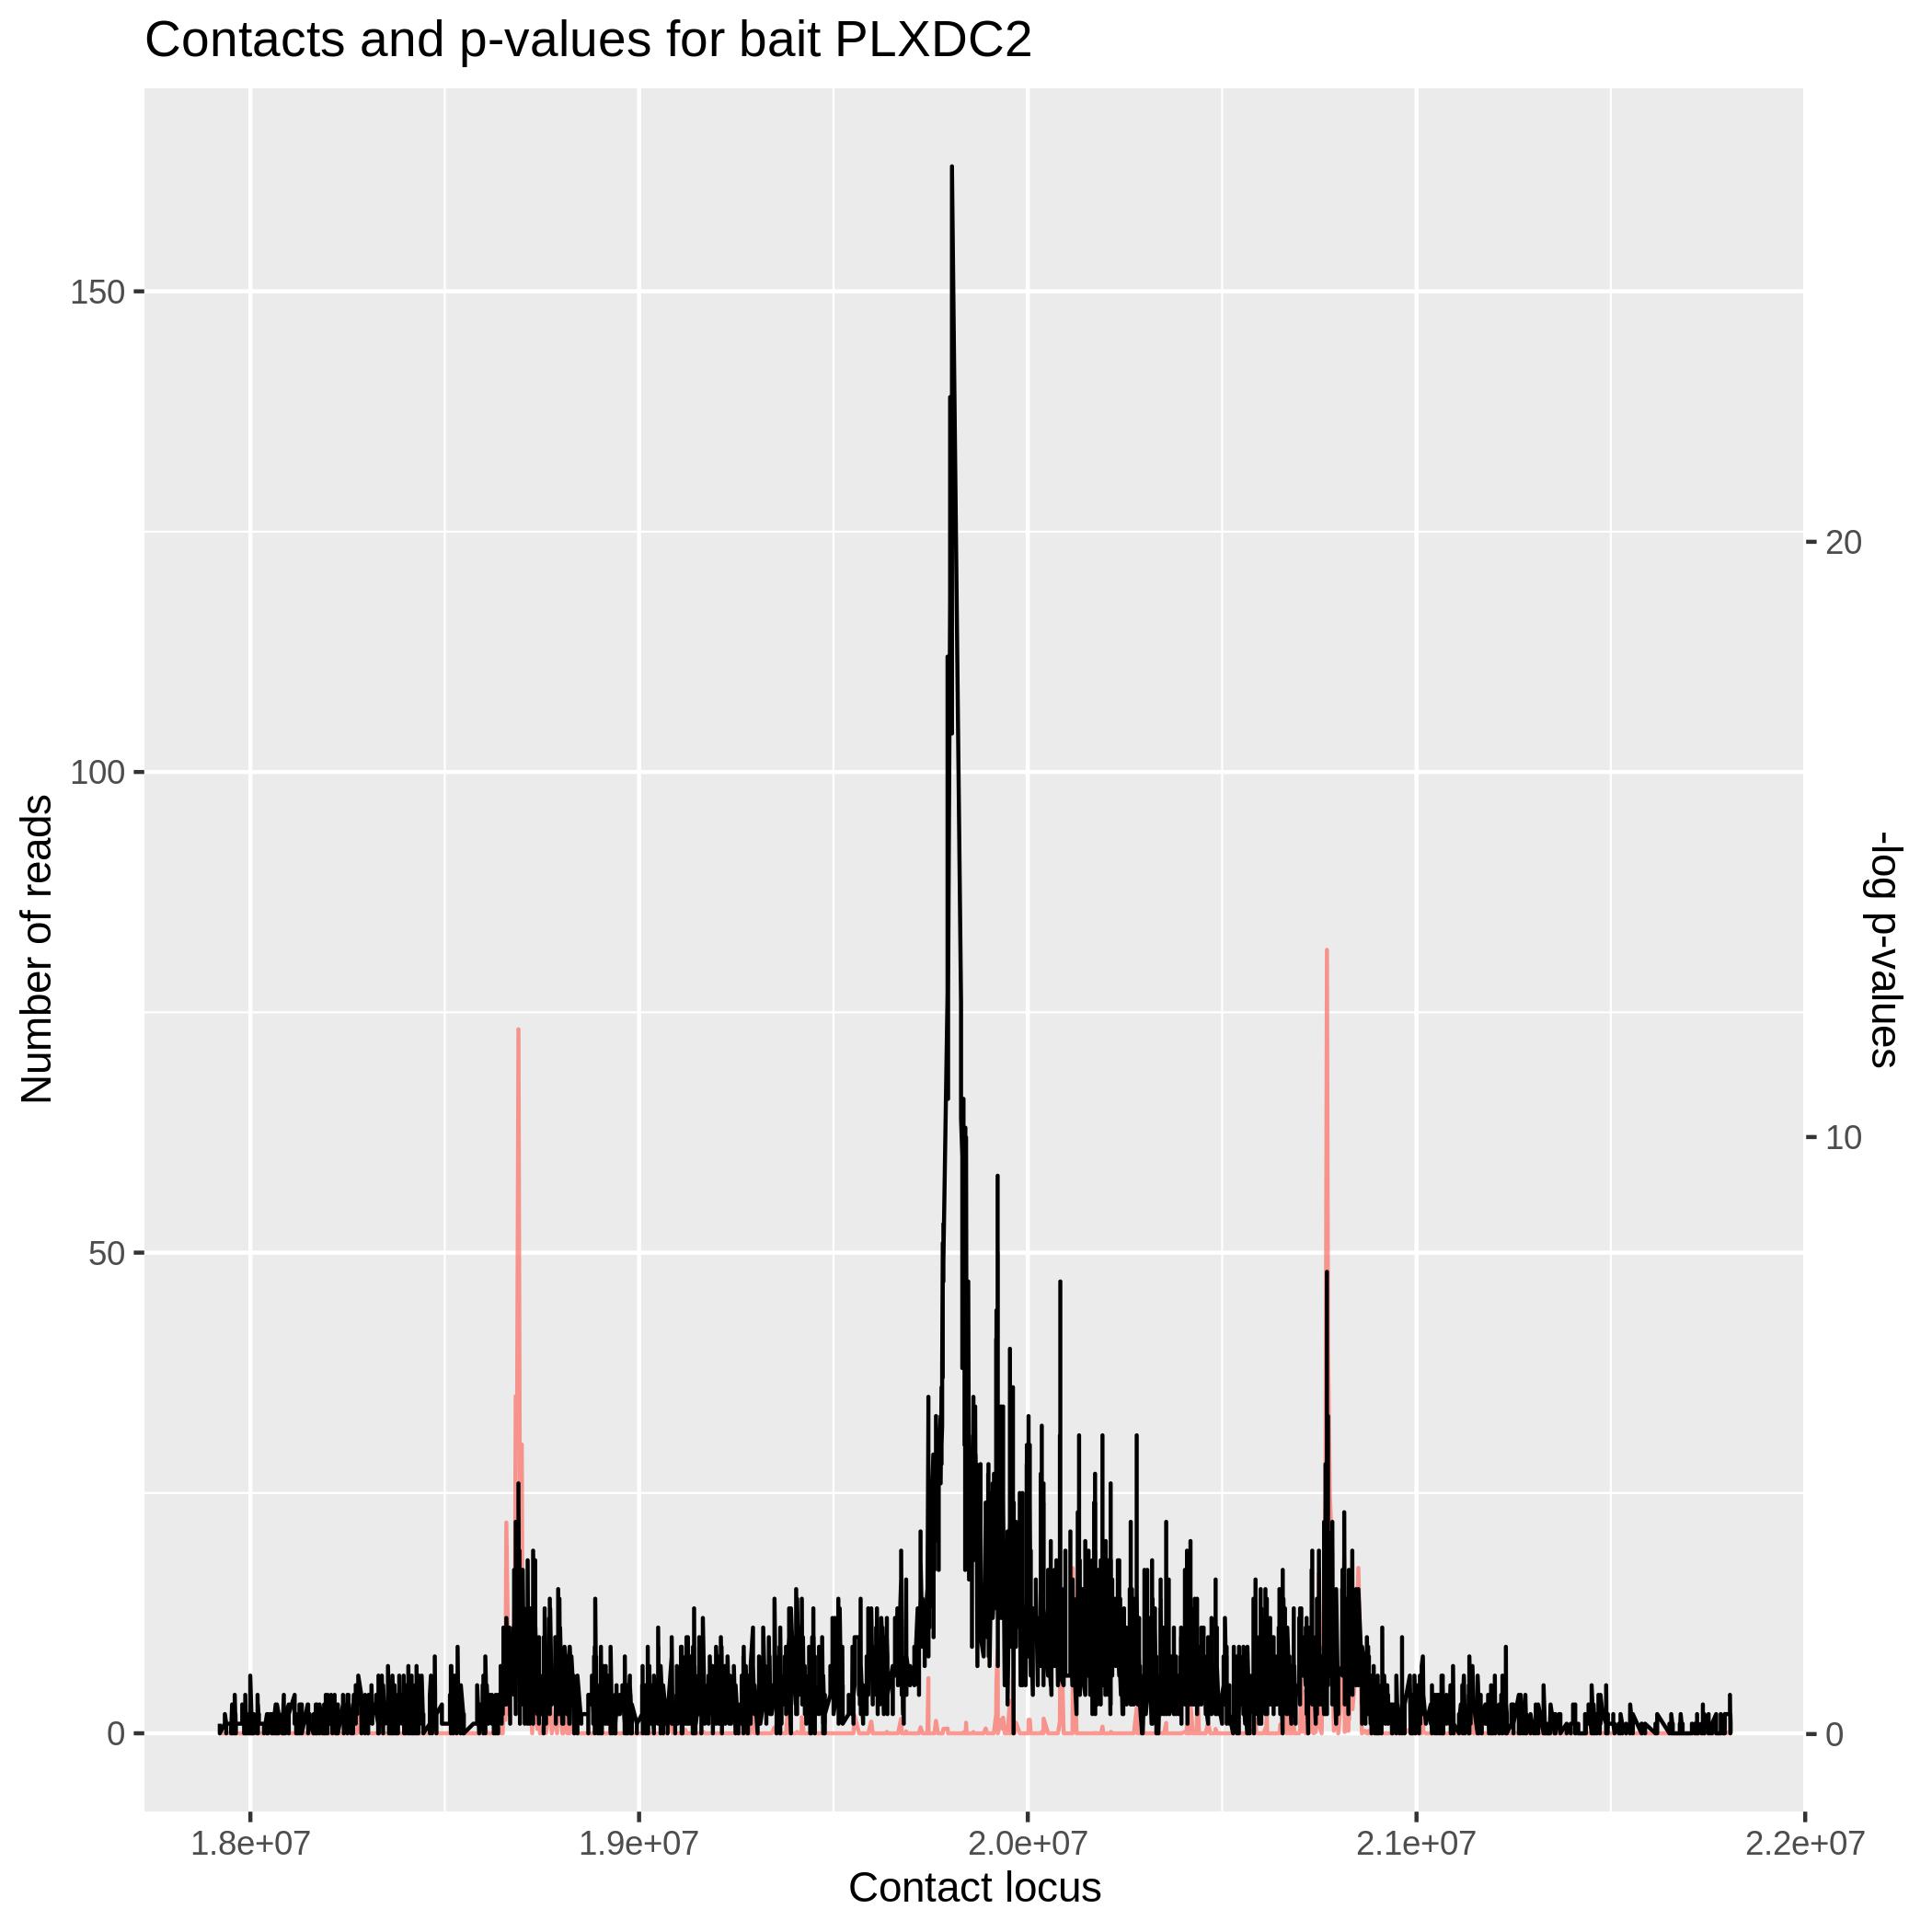 Contacts and p-values for bait PLXDC2
150
100
50
0
Number of reads
20
10
0
-log p-values
1.8e+07
1.9e+07
2.0e+07
2.1e+07
2.2e+07
Contact locus